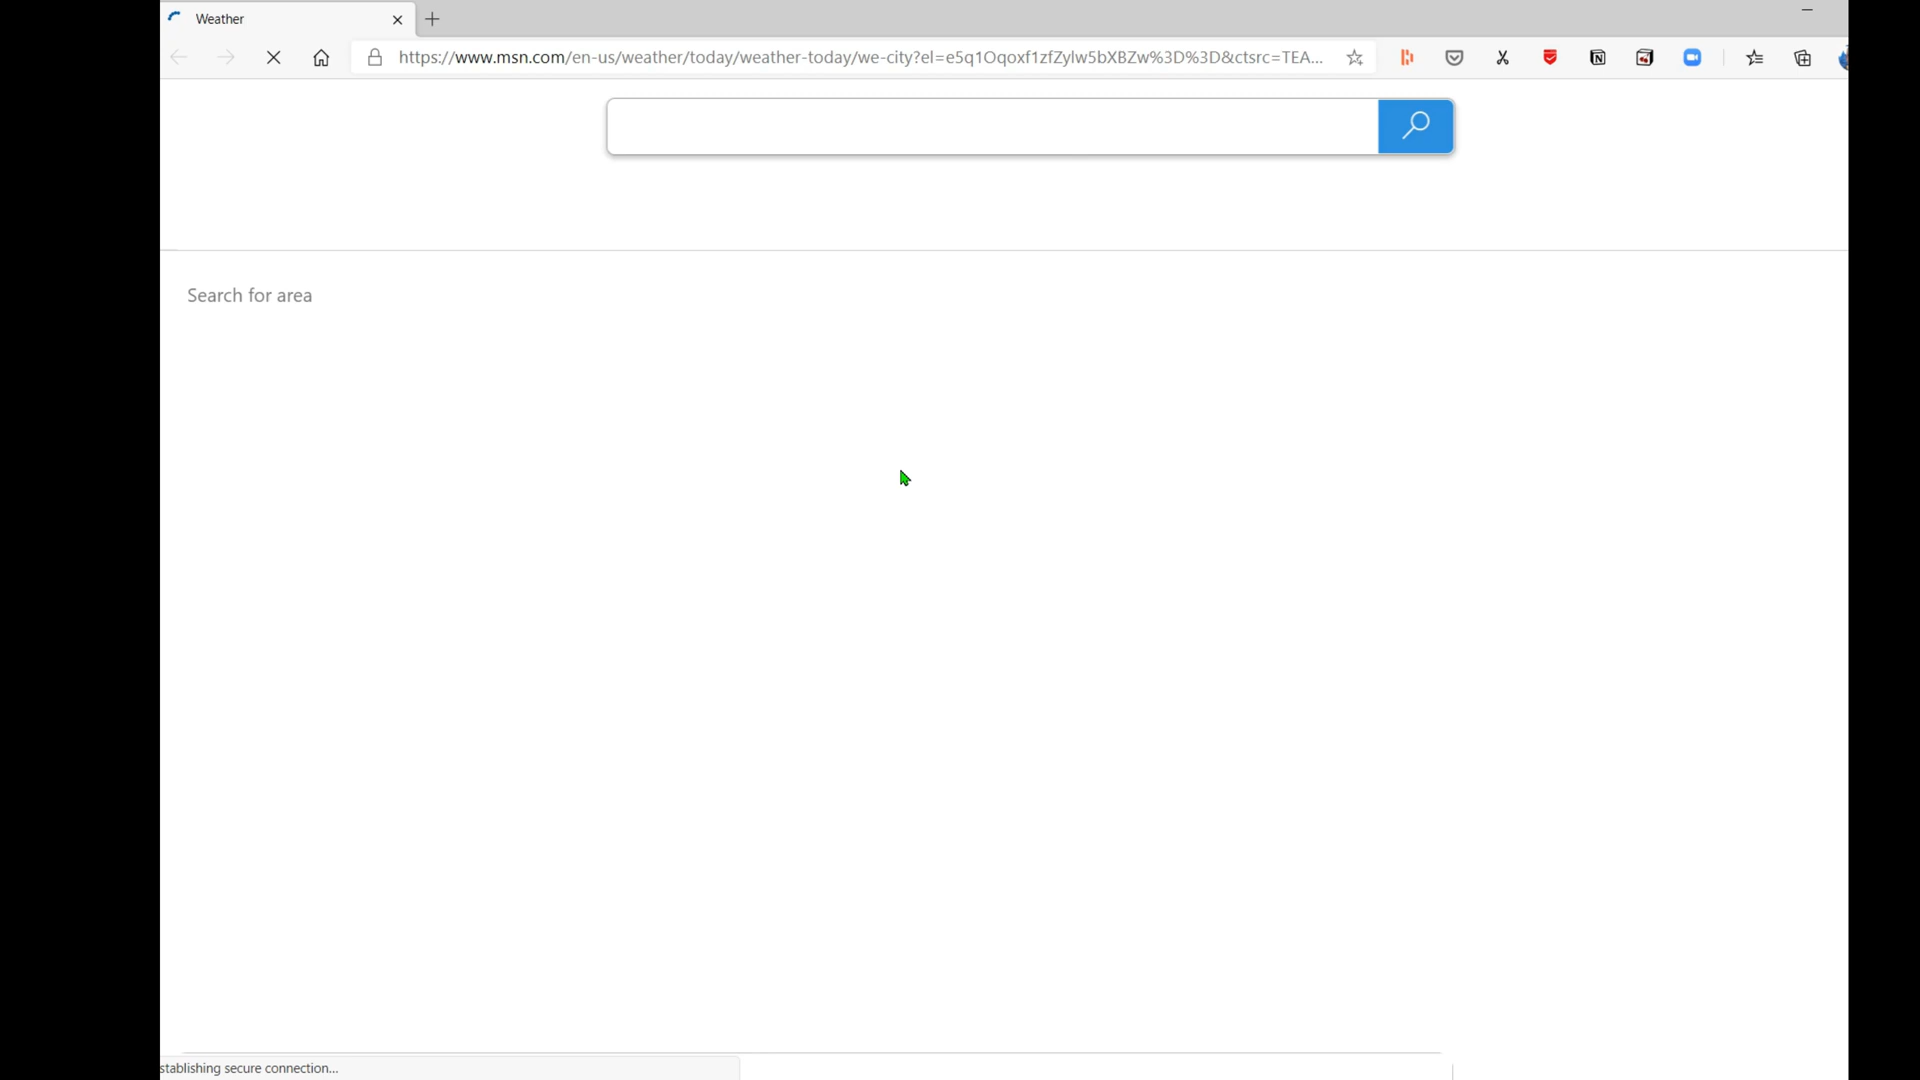 Weather
https://www.msn.com/en-us/weather/today/weather-today/we-city?el=e5q1Oqoxf1zfZylw5bXBZw%3D%3D&ctsrc=TEA...
Search for area
stablishing secure connection...